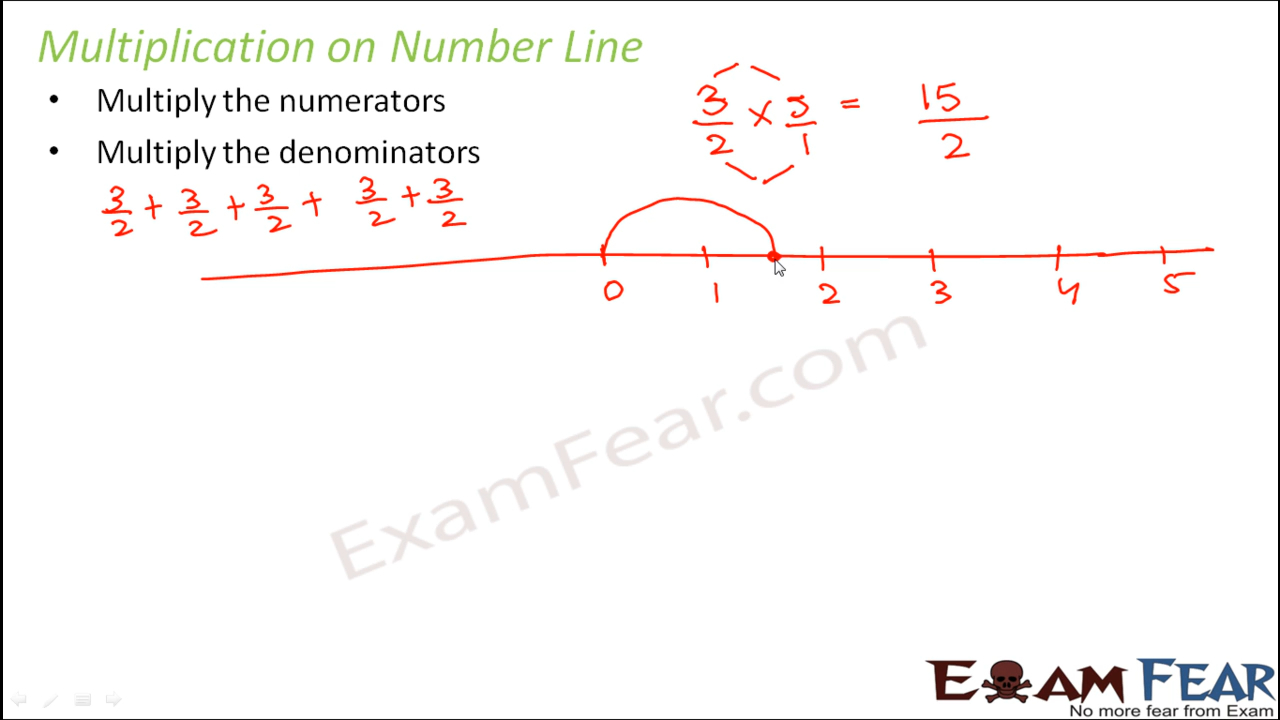 Multiplication on Number Line
• Multiply the numerators
• Multiply the denominators
3/2 × 5/1 = 15/2
3/2 + 3/2 + 3/2 + 3/2 + 3/2
0 1 2 3 4 5
ExamFear.com
EXAM FEAR
No more fear from Exam